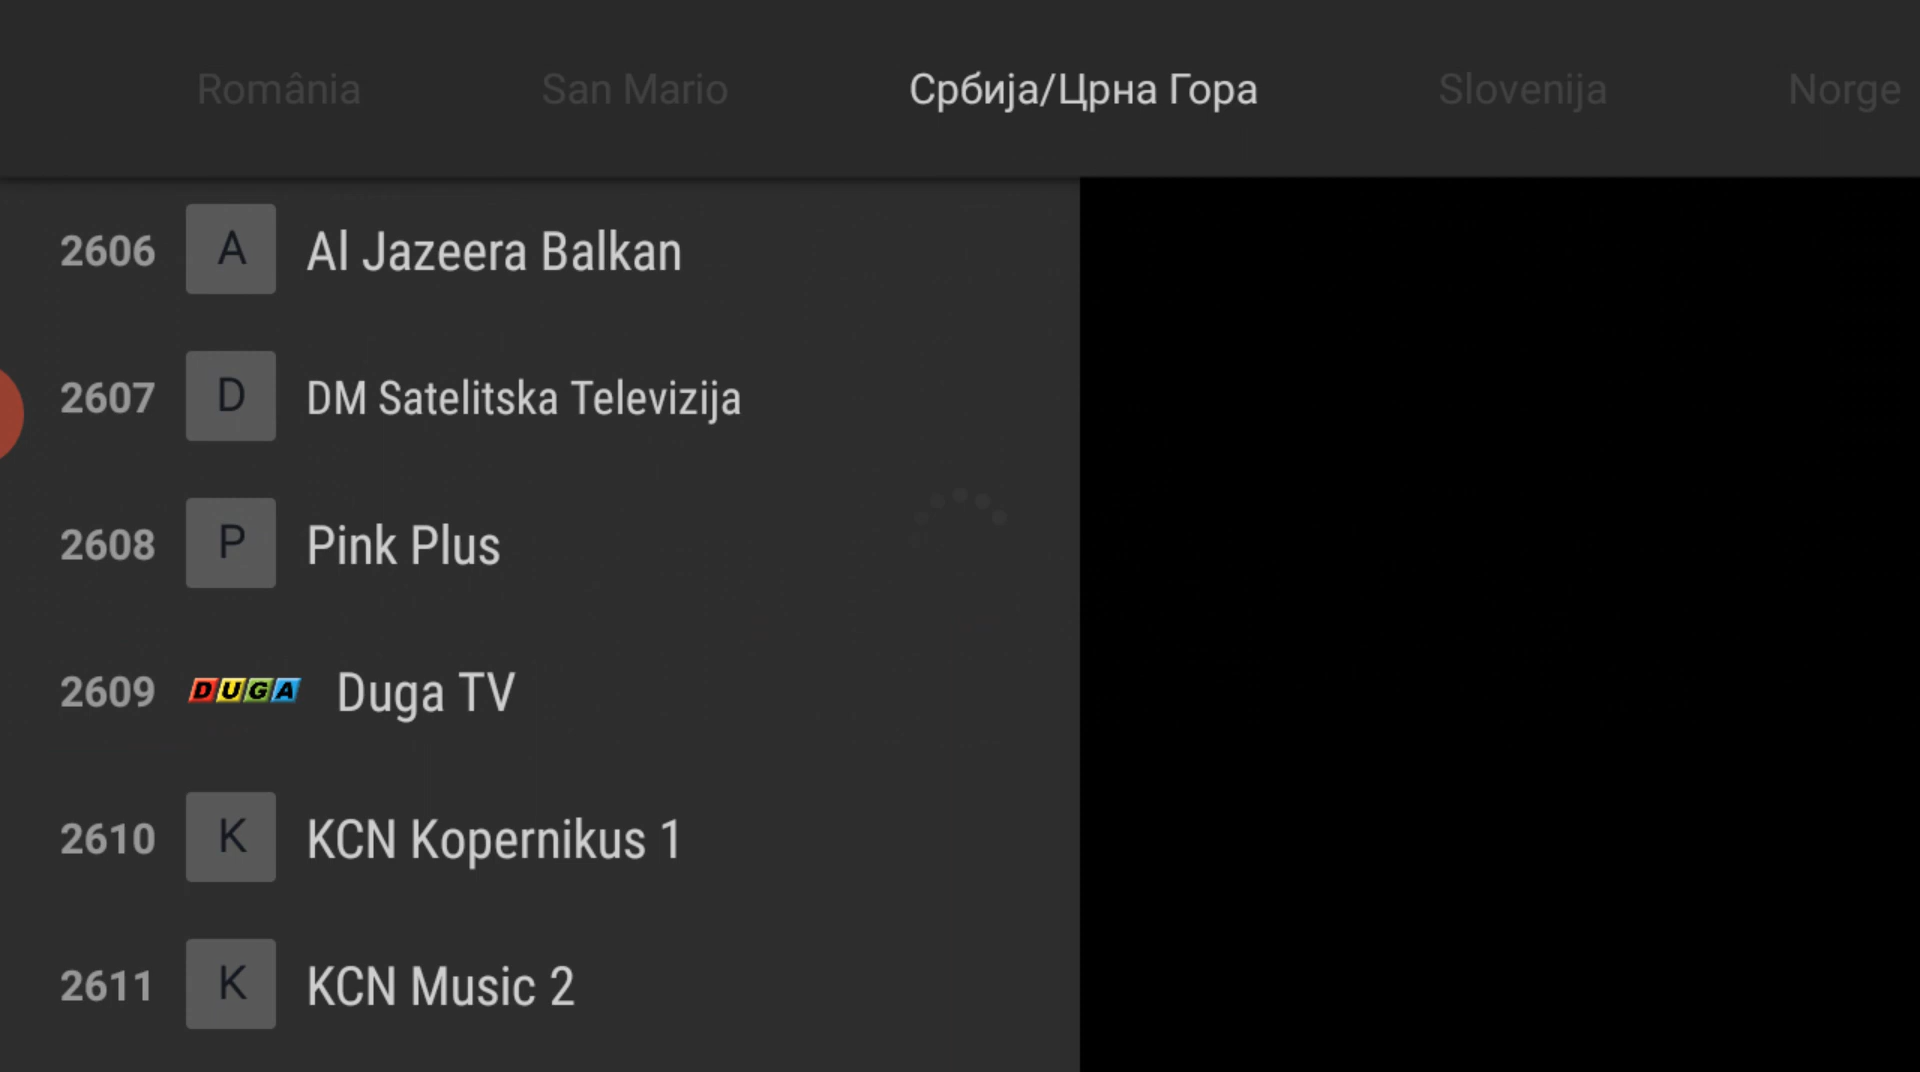 România San Mario Србија/Црна Гора Slovenija Norge
2606 A Al Jazeera Balkan
2607 D DM Satelitska Televizija
2608 P Pink Plus
2609 DUGA Duga TV
2610 K KCN Kopernikus 1
2611 K KCN Music 2